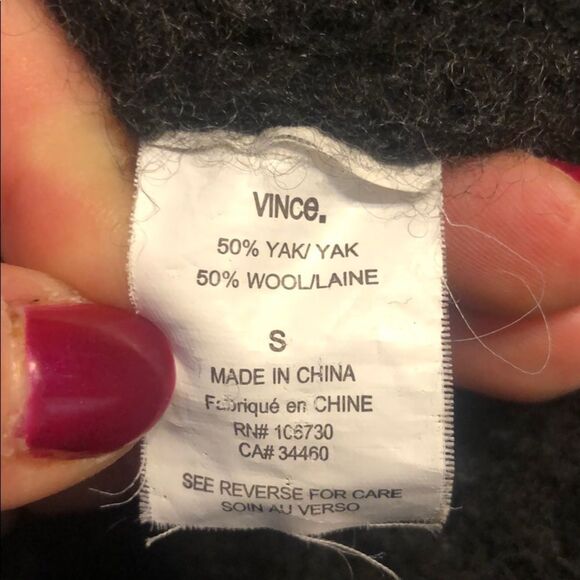 VINce.
50% YAK/ YAK
50% WOOL/LAINE
S
MADE IN CHINA
Fabriqué en CHINE
RN# 106730
CA# 34460
SEE REVERSE FOR CARE
SOIN AU VERSO